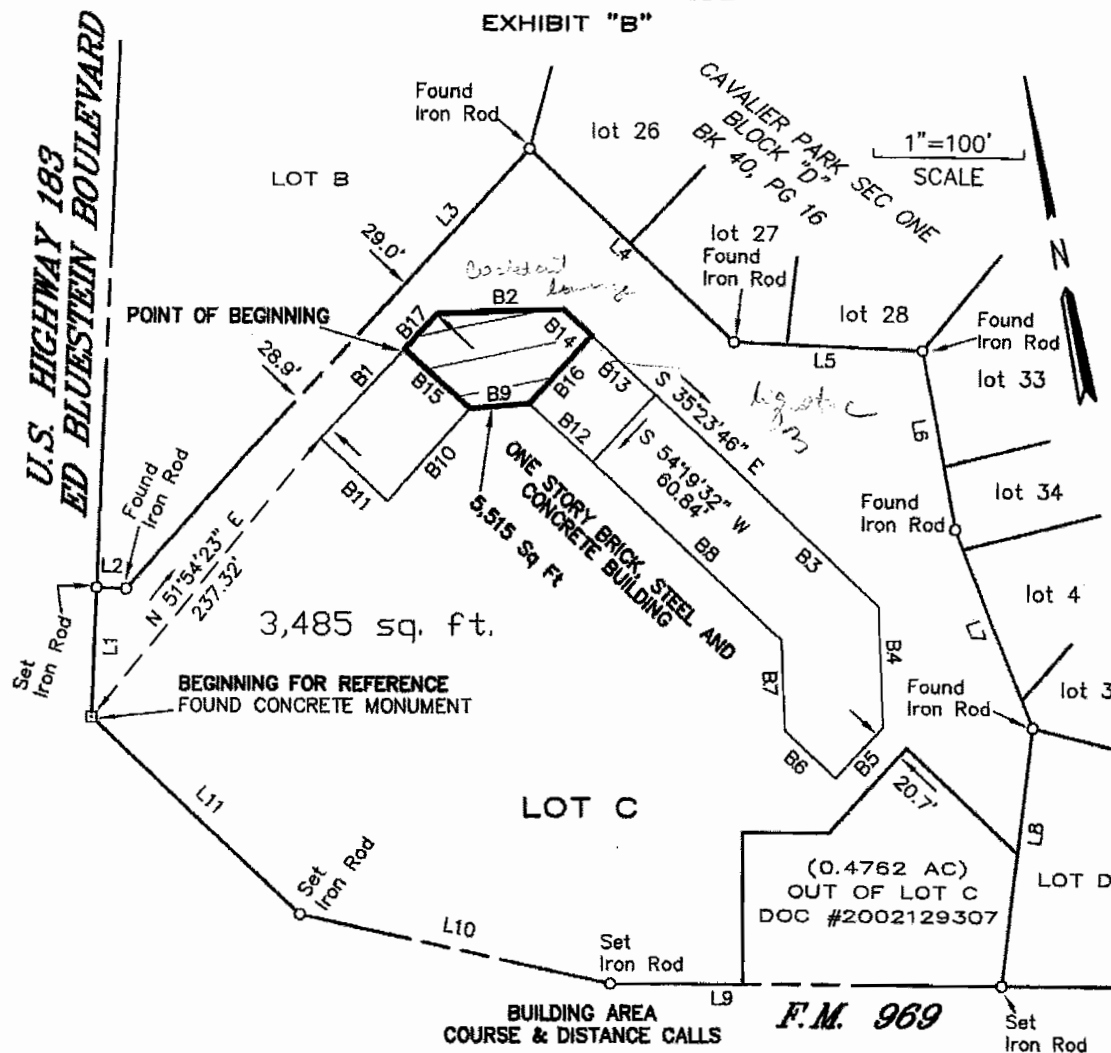 EXHIBIT "B"
U.S. HIGHWAY 183
ED BLUESTEIN BOULEVARD
Found
Iron Rod
lot 26
CAVALIER PARK SEC ONE
BLOCK "D"
BK 40, PG 16
1"=100'
SCALE
LOT B
L3
29.0'
L4
lot 27
Found
Iron Rod
N
lounge
B2
POINT OF BEGINNING
B17
B14
lot 28
Found
Iron Rod
28.9'
B1
B15
B9
B16
B13
S 35°23'46" E
L5
lot 33
L6
B10
B11
B12
S 54°19'32" W
60.84'
ONE STORY BRICK, STEEL AND
CONCRETE BUILDING
5,515 Sq Ft
lot 34
Found
Iron Rod
Found
Iron Rod
L2
N 51°54'23" E
237.32'
B8
B3
3,485 sq. ft.
lot 4
L7
L1
Set
Iron Rod
B4
B7
BEGINNING FOR REFERENCE
FOUND CONCRETE MONUMENT
Found
Iron Rod
lot 3
B6
B5
20.7'
L11
LOT C
L8
(0.4762 AC)
OUT OF LOT C
DOC #2002129307
LOT D
Set
Iron Rod
L10
Set
Iron Rod
L9
BUILDING AREA
COURSE & DISTANCE CALLS
F.M. 969
Set
Iron Rod